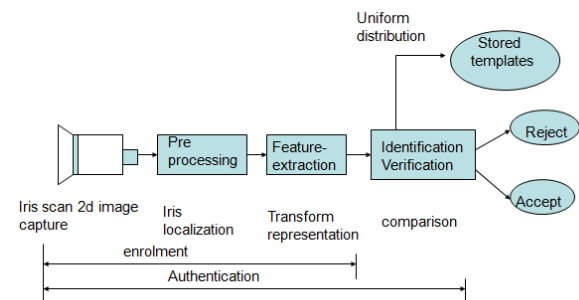 Uniform
distribution
Stored
templates
Pre
processing
Feature-
extraction
Identification
Verification
Reject
Accept
Iris scan 2d image
capture
Iris
localization
Transform
representation
comparison
enrolment
Authentication